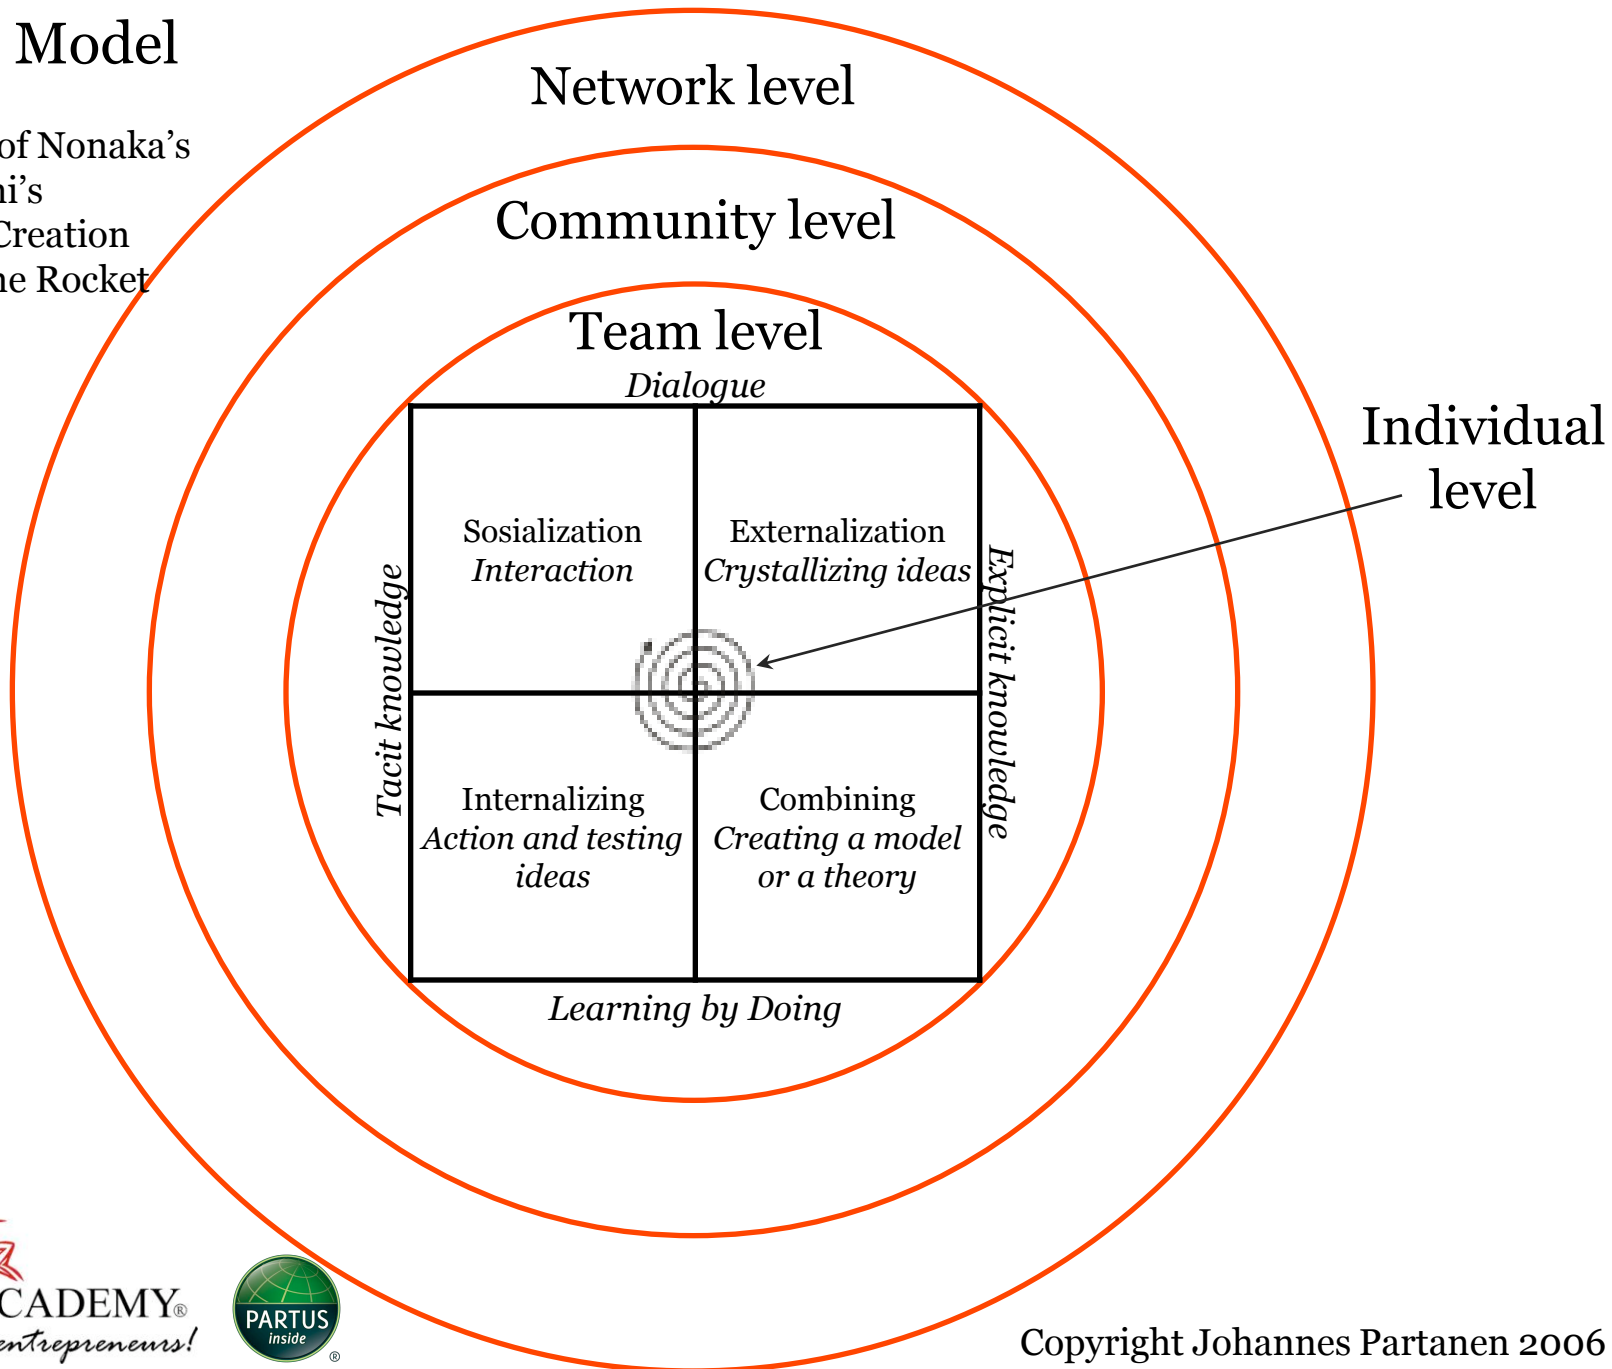 Model
of Nonaka's
ni's
Creation
ne Rocket
Network level
Community level
Team level
Dialogue
Individual
level
Sosialization
Interaction
Externalization
Crystallizing ideas
Tacit knowledge
Explicit knowledge
Internalizing
Action and testing
ideas
Combining
Creating a model
or a theory
Learning by Doing
CADEMY®
entrepreneurs!
PARTUS
inside
®
Copyright Johannes Partanen 2006